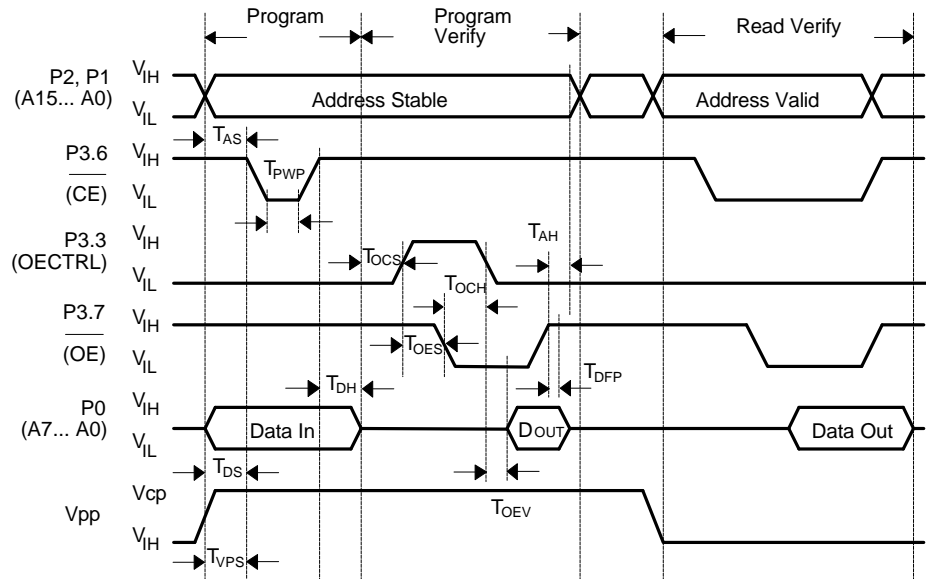 Program
Program
Verify
Read Verify
P2, P1
(A15... A0)
VIH
VIL
Address Stable
Address Valid
TAS
P3.6
(CE)
VIH
VIL
TPWP
P3.3
(OECTRL)
VIH
VIL
TOCS
TOCH
TAH
P3.7
(OE)
VIH
VIL
TOES
TDFP
TDH
P0
(A7... A0)
VIH
VIL
Data In
DOUT
Data Out
TDS
Vpp
Vcp
VIH
TOEV
TVPS